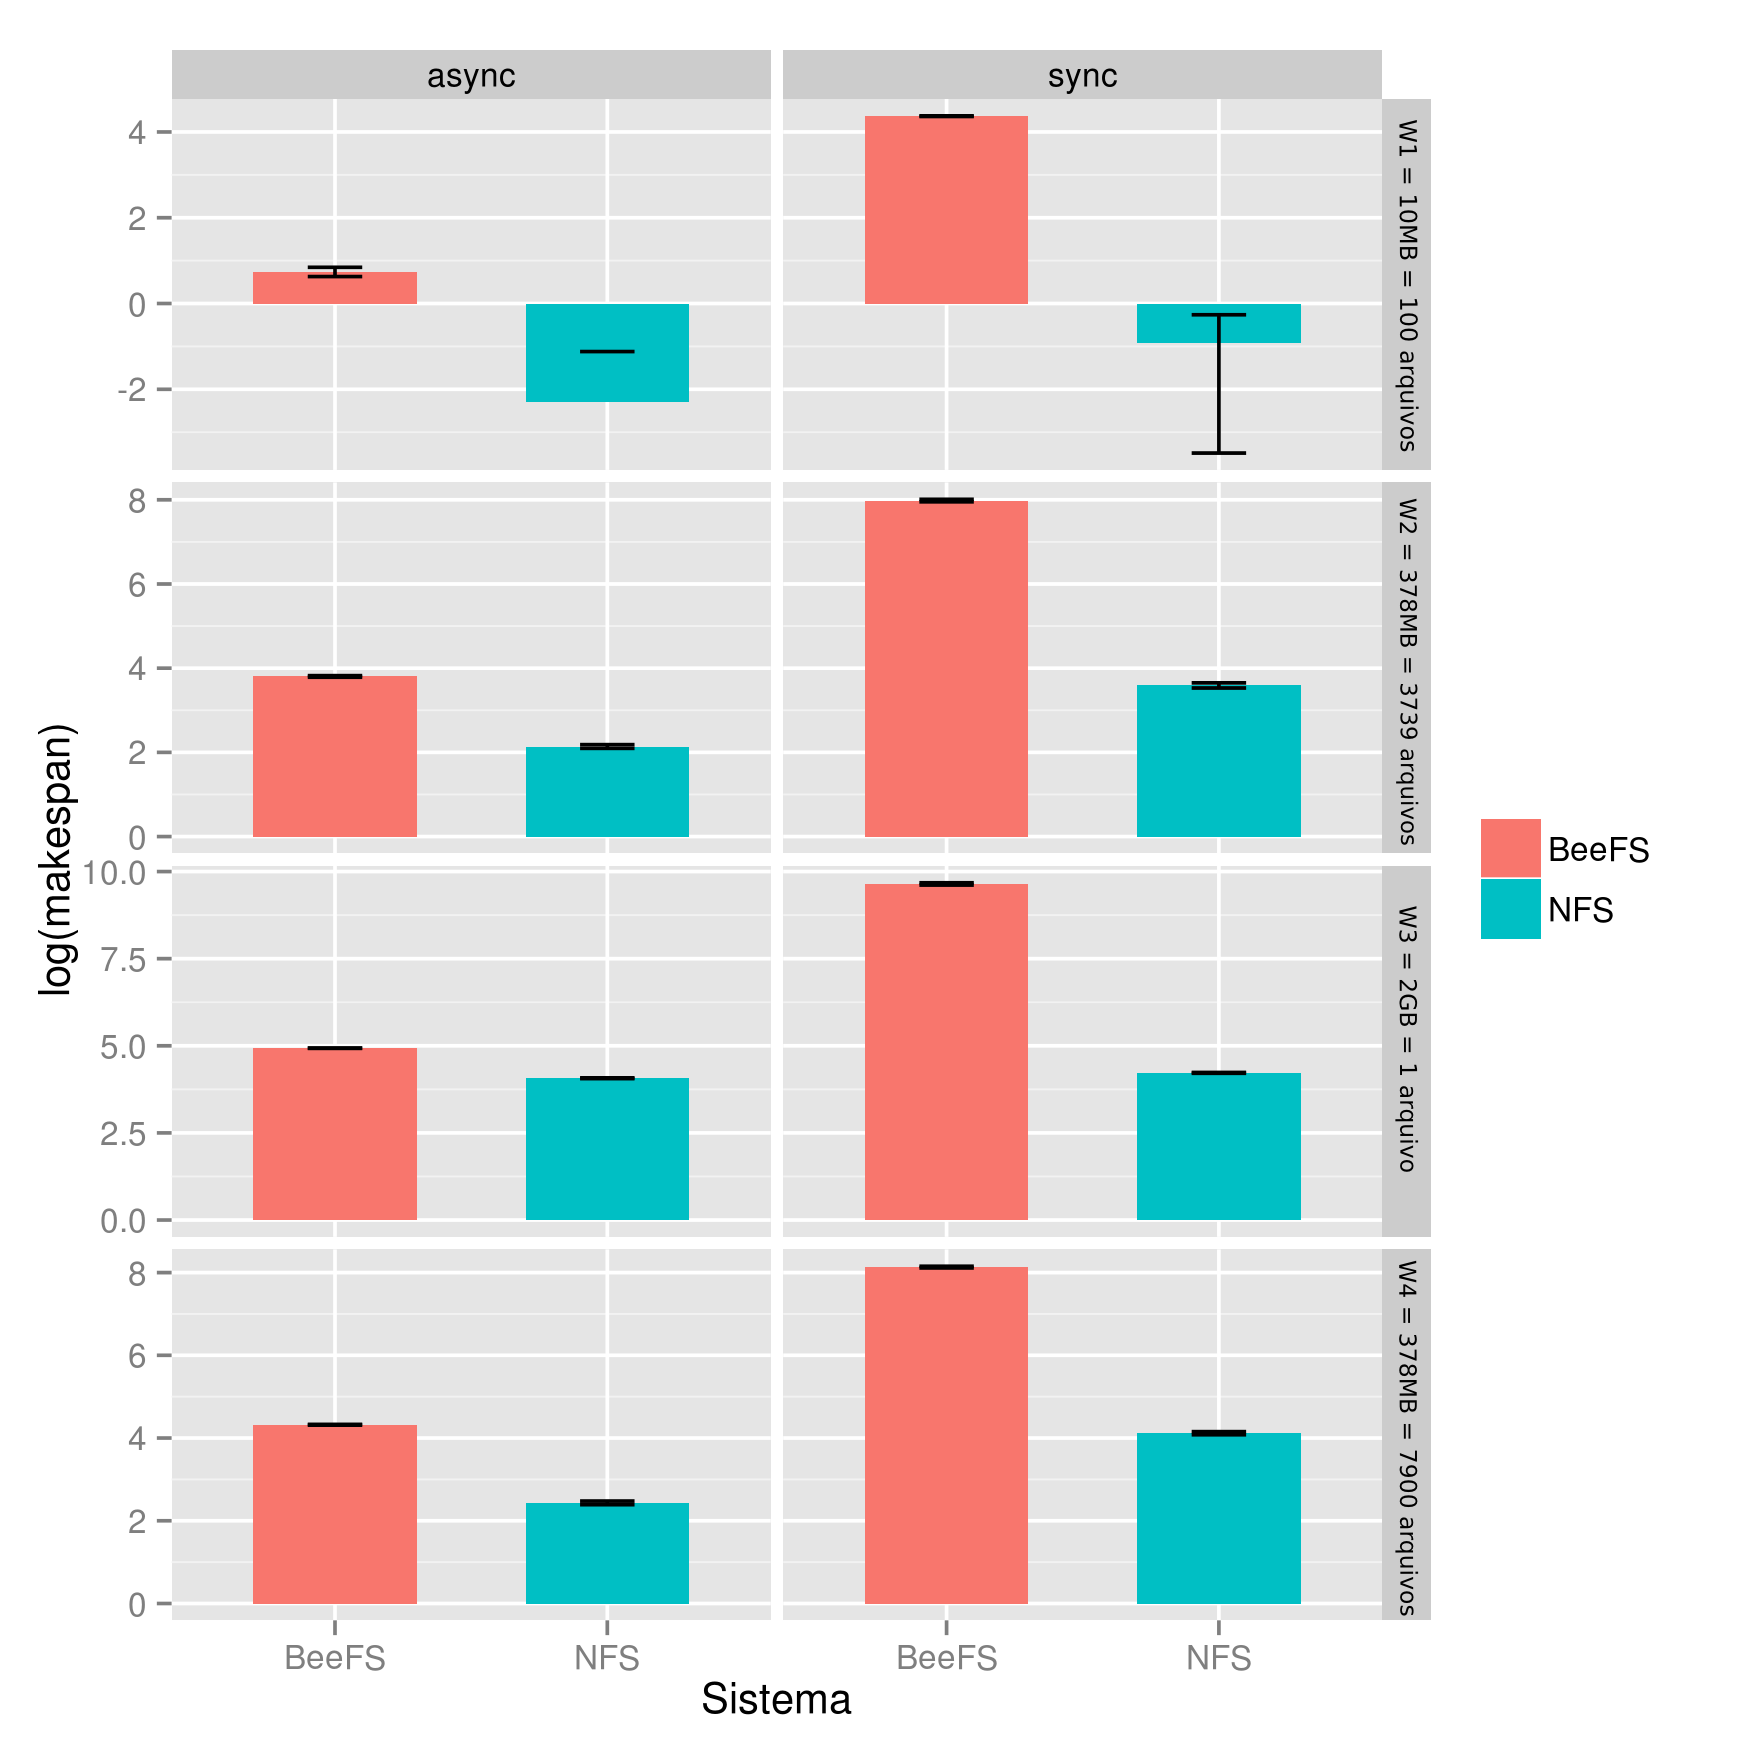 async
sync
4
2
0
-2
W1 = 10MB = 100 arquivos
8
6
4
2
0
W2 = 378MB = 3739 arquivos
10.0
7.5
5.0
2.5
0.0
W3 = 2GB = 1 arquivo
8
6
4
2
0
W4 = 378MB = 7900 arquivos
log(makespan)
BeeFS
NFS
BeeFS
NFS
Sistema
BeeFS
NFS